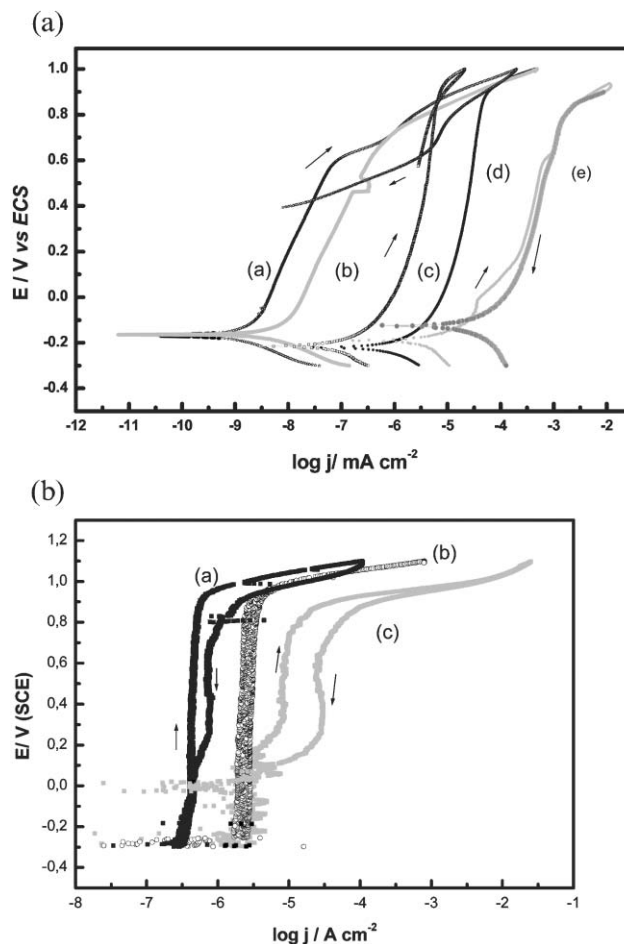 (a)
1.0
0.8
0.6
0.4
0.2
0.0
-0.2
-0.4
E / V vs ECS
(a)
(b)
(c)
(d)
(e)
-12 -11 -10 -9 -8 -7 -6 -5 -4 -3 -2
log j/ mA cm-2
(b)
1,2
1,0
0,8
0,6
0,4
0,2
0,0
-0,2
-0,4
E/ V (SCE)
(a)
(b)
(c)
-8 -7 -6 -5 -4 -3 -2 -1
log j / A cm-2